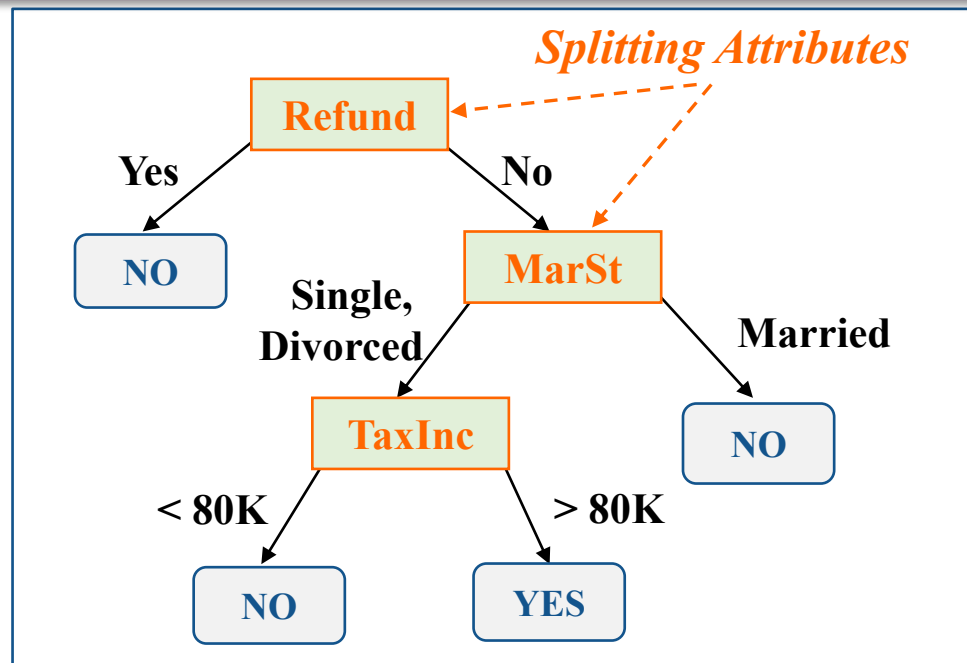 Splitting Attributes
Refund
Yes
No
NO
MarSt
Single,
Divorced
Married
TaxInc
NO
< 80K
> 80K
NO
YES